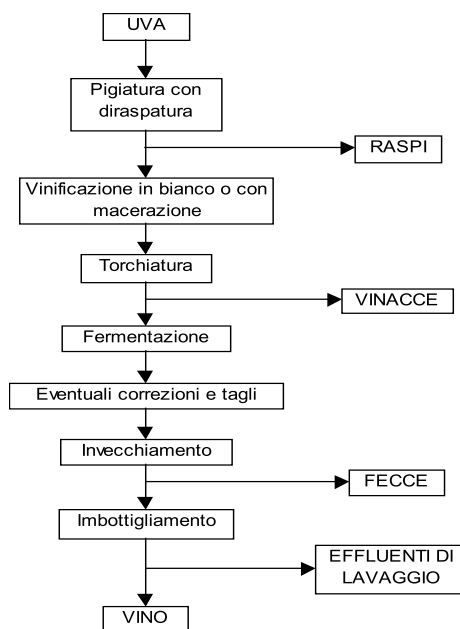 UVA
Pigiatura con
diraspatura
RASPI
Vinificazione in bianco o con
macerazione
Torchiatura
VINACCE
Fermentazione
Eventuali correzioni e tagli
Invecchiamento
FECCE
Imbottigliamento
EFFLUENTI DI
LAVAGGIO
VINO